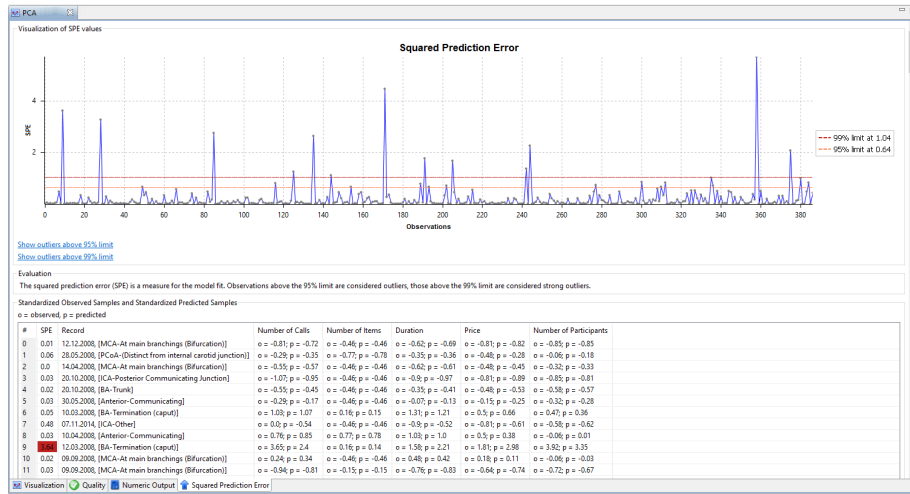 PCA
Visualization of SPE values
Squared Prediction Error
SPE
4
2
0 20 40 60 80 100 120 140 160 180 200 220 240 260 280 300 320 340 360 380
Observations
99% limit at 1.04
95% limit at 0.64
Show outliers above 95% limit
Show outliers above 99% limit
Evaluation
The squared prediction error (SPE) is a measure for the model fit. Observations above the 95% limit are considered outliers, those above the 99% limit are considered strong outliers.
Standardized Observed Samples and Standardized Predicted Samples
o = observed, p = predicted
# SPE Record Number of Calls Number of Items Duration Price Number of Participants
0 0.01 12.12.2008, [MCA-At main branchings (Bifurcation)] o = -0.81; p = -0.72 o = -0.46; p = -0.46 o = -0.62; p = -0.69 o = -0.81; p = -0.82 o = -0.85; p = -0.85
1 0.06 28.05.2008, [PCoA-(Distinct from internal carotid junction)] o = -0.29; p = -0.35 o = -0.77; p = -0.78 o = -0.35; p = -0.36 o = -0.48; p = -0.28 o = -0.06; p = -0.18
2 0.0 14.04.2008, [MCA-At main branchings (Bifurcation)] o = -0.55; p = -0.57 o = -0.46; p = -0.46 o = -0.62; p = -0.61 o = -0.48; p = -0.45 o = -0.32; p = -0.33
3 0.03 20.10.2008, [ICA-Posterior Communicating Junction] o = -1.07; p = -0.95 o = -0.46; p = -0.46 o = -0.9; p = -0.97 o = -0.81; p = -0.89 o = -0.85; p = -0.81
4 0.02 20.10.2008, [BA-Trunk] o = -0.55; p = -0.45 o = -0.46; p = -0.46 o = -0.35; p = -0.41 o = -0.48; p = -0.53 o = -0.58; p = -0.57
5 0.03 30.05.2008, [Anterior-Communicating] o = -0.29; p = -0.17 o = -0.46; p = -0.46 o = -0.07; p = -0.13 o = -0.15; p = -0.25 o = -0.32; p = -0.28
6 0.05 10.03.2008, [BA-Termination (caput)] o = 1.03; p = 1.07 o = 0.16; p = 0.15 o = 1.31; p = 1.21 o = 0.5; p = 0.66 o = 0.47; p = 0.36
7 0.48 07.11.2014, [ICA-Other] o = 0.0; p = -0.54 o = -0.46; p = -0.46 o = -0.9; p = -0.52 o = -0.81; p = -0.61 o = -0.58; p = -0.62
8 0.03 10.04.2008, [Anterior-Communicating] o = 0.76; p = 0.85 o = 0.77; p = 0.78 o = 1.03; p = 1.0 o = 0.5; p = 0.38 o = -0.06; p = 0.01
9 3.64 12.03.2008, [BA-Termination (caput)] o = 3.65; p = 2.4 o = 0.16; p = 0.14 o = 1.58; p = 2.21 o = 1.81; p = 2.98 o = 3.92; p = 3.35
10 0.02 09.09.2008, [MCA-At main branchings (Bifurcation)] o = 0.24; p = 0.34 o = -0.46; p = -0.46 o = 0.48; p = 0.42 o = 0.18; p = 0.11 o = -0.06; p = -0.03
11 0.03 09.09.2008, [MCA-At main branchings (Bifurcation)] o = -0.94; p = -0.81 o = -0.15; p = -0.15 o = -0.76; p = -0.83 o = -0.64; p = -0.74 o = -0.72; p = -0.67
Visualization Quality Numeric Output Squared Prediction Error